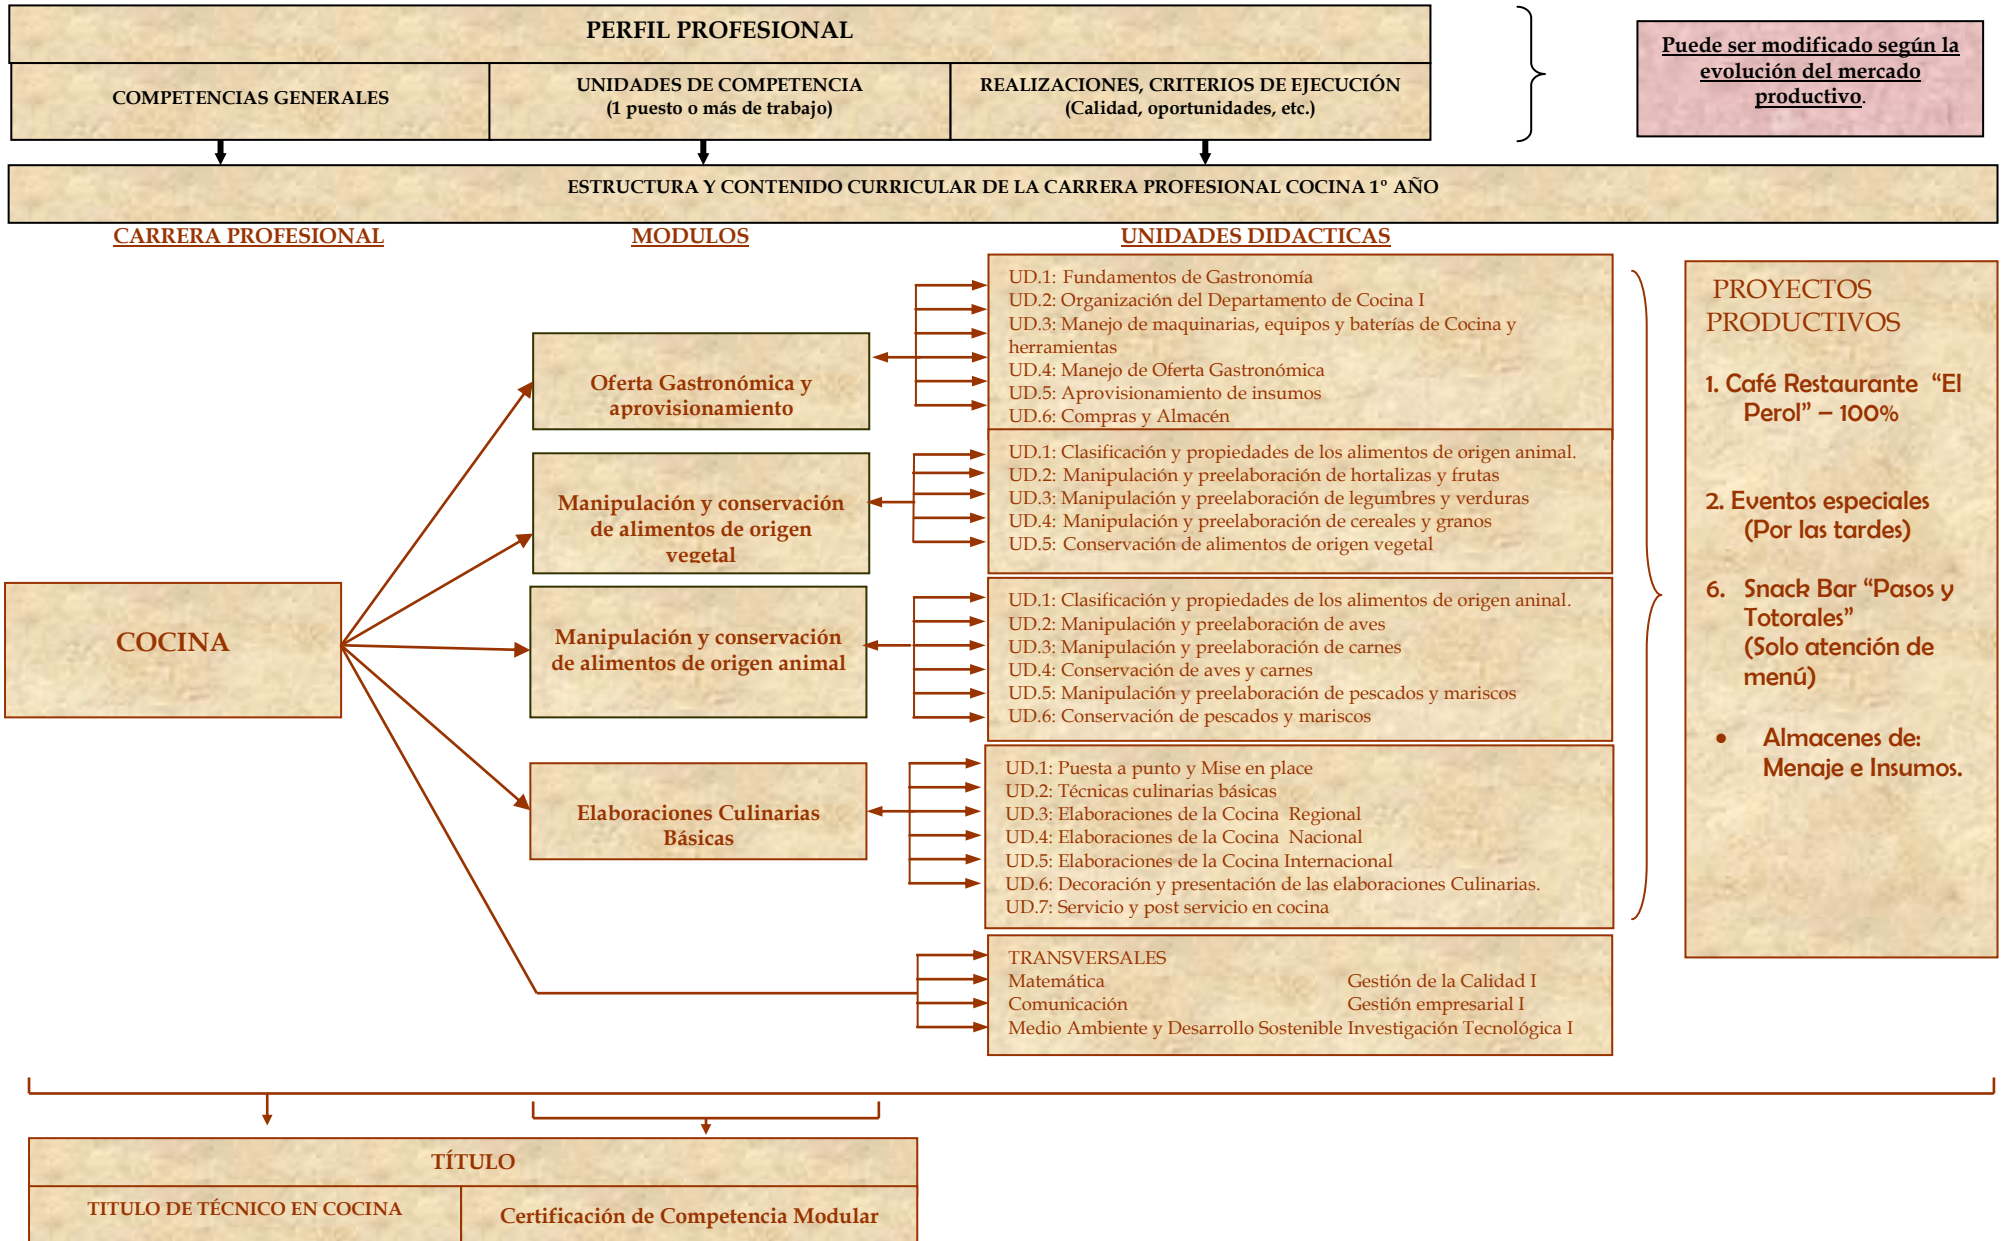 PERFIL PROFESIONAL
COMPETENCIAS GENERALES
UNIDADES DE COMPETENCIA
(1 puesto o más de trabajo)
REALIZACIONES, CRITERIOS DE EJECUCIÓN
(Calidad, oportunidades, etc.)
Puede ser modificado según la
evolución del mercado
productivo.
ESTRUCTURA Y CONTENIDO CURRICULAR DE LA CARRERA PROFESIONAL COCINA 1º AÑO
CARRERA PROFESIONAL
MODULOS
UNIDADES DIDACTICAS
COCINA
Oferta Gastronómica y
aprovisionamiento
UD.1: Fundamentos de Gastronomía
UD.2: Organización del Departamento de Cocina I
UD.3: Manejo de maquinarias, equipos y baterías de Cocina y
herramientas
UD.4: Manejo de Oferta Gastronómica
UD.5: Aprovisionamiento de insumos
UD.6: Compras y Almacén
Manipulación y conservación
de alimentos de origen
vegetal
UD.1: Clasificación y propiedades de los alimentos de origen animal.
UD.2: Manipulación y preelaboración de hortalizas y frutas
UD.3: Manipulación y preelaboración de legumbres y verduras
UD.4: Manipulación y preelaboración de cereales y granos
UD.5: Conservación de alimentos de origen vegetal
Manipulación y conservación
de alimentos de origen animal
UD.1: Clasificación y propiedades de los alimentos de origen aninal.
UD.2: Manipulación y preelaboración de aves
UD.3: Manipulación y preelaboración de carnes
UD.4: Conservación de aves y carnes
UD.5: Manipulación y preelaboración de pescados y mariscos
UD.6: Conservación de pescados y mariscos
Elaboraciones Culinarias
Básicas
UD.1: Puesta a punto y Mise en place
UD.2: Técnicas culinarias básicas
UD.3: Elaboraciones de la Cocina Regional
UD.4: Elaboraciones de la Cocina Nacional
UD.5: Elaboraciones de la Cocina Internacional
UD.6: Decoración y presentación de las elaboraciones Culinarias.
UD.7: Servicio y post servicio en cocina
TRANSVERSALES
Matemática Gestión de la Calidad I
Comunicación Gestión empresarial I
Medio Ambiente y Desarrollo Sostenible Investigación Tecnológica I
PROYECTOS
PRODUCTIVOS
1. Café Restaurante “El
Perol” – 100%
2. Eventos especiales
(Por las tardes)
6. Snack Bar “Pasos y
Totorales”
(Solo atención de
menú)
• Almacenes de:
Menaje e Insumos.
TÍTULO
TITULO DE TÉCNICO EN COCINA
Certificación de Competencia Modular